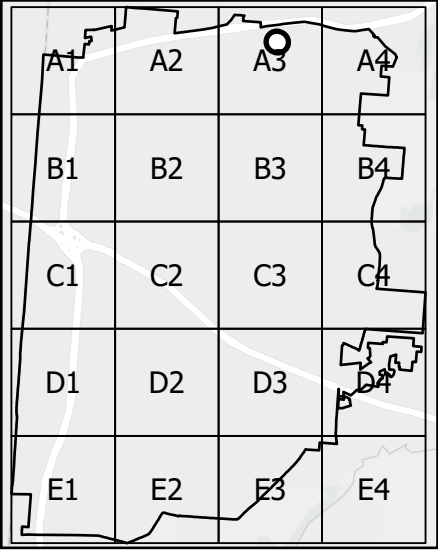 A1 A2 A3 A4
B1 B2 B3 B4
C1 C2 C3 C4
D1 D2 D3 D4
E1 E2 E3 E4